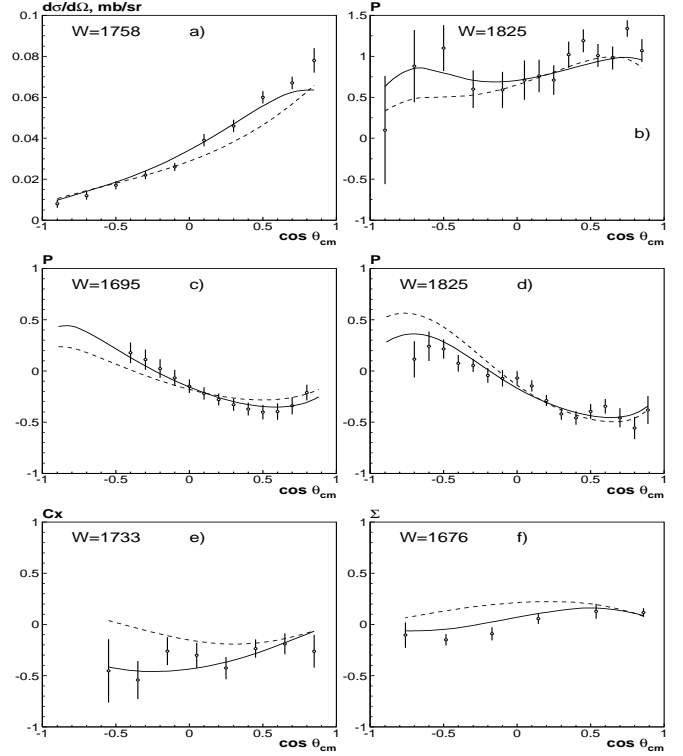 dσ/dΩ, mb/sr
W=1758 a)
0.08
0.06
0.04
0.02
0
-1 -0.5 0 0.5 1
cos θcm
P
W=1825
b)
1.5
1
0.5
0
-0.5
-1
-1 -0.5 0 0.5 1
cos θcm
P
W=1695 c)
1
0.5
0
-0.5
-1
-1 -0.5 0 0.5 1
cos θcm
P
W=1825 d)
1
0.5
0
-0.5
-1
-1 -0.5 0 0.5 1
cos θcm
Cx
W=1733 e)
1
0.5
0
-0.5
-1
-1 -0.5 0 0.5 1
cos θcm
Σ
W=1676 f)
1
0.5
0
-0.5
-1
-1 -0.5 0 0.5 1
cos θcm